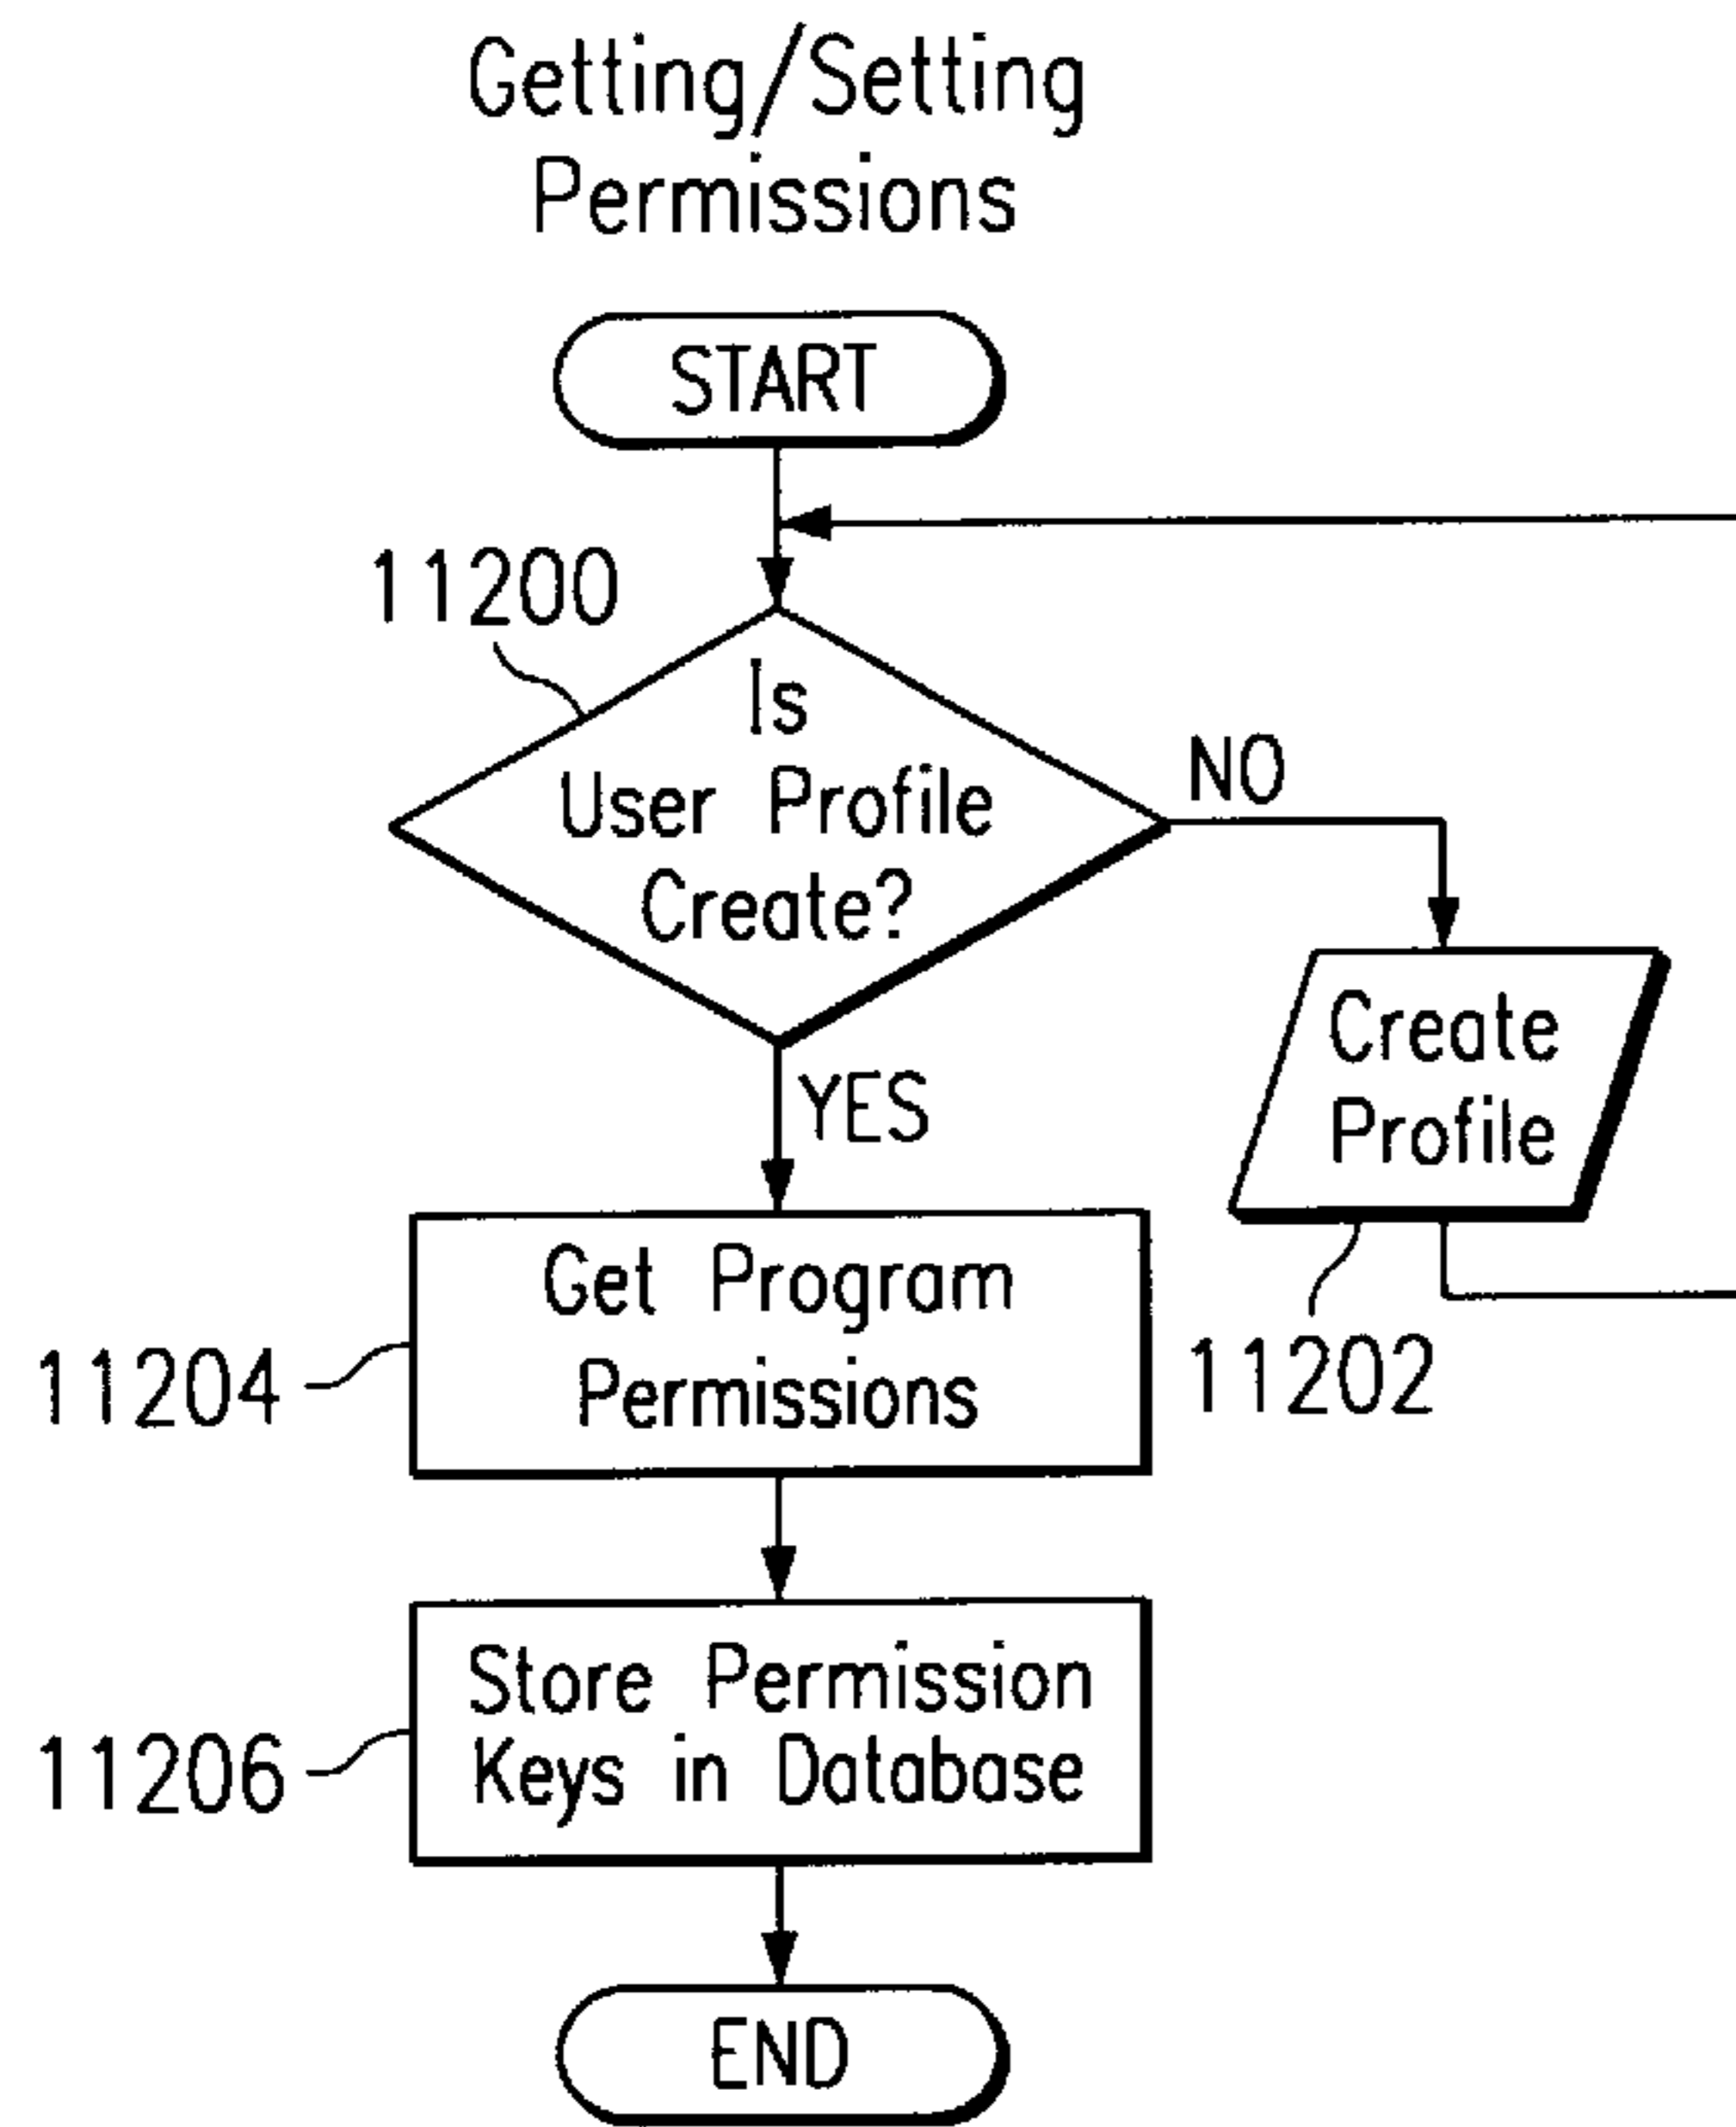 Getting/Setting
Permissions
START
11200
Is
User Profile
Create?
NO
Create
Profile
YES
11202
Get Program
Permissions
11204
Store Permission
Keys in Database
11206
END